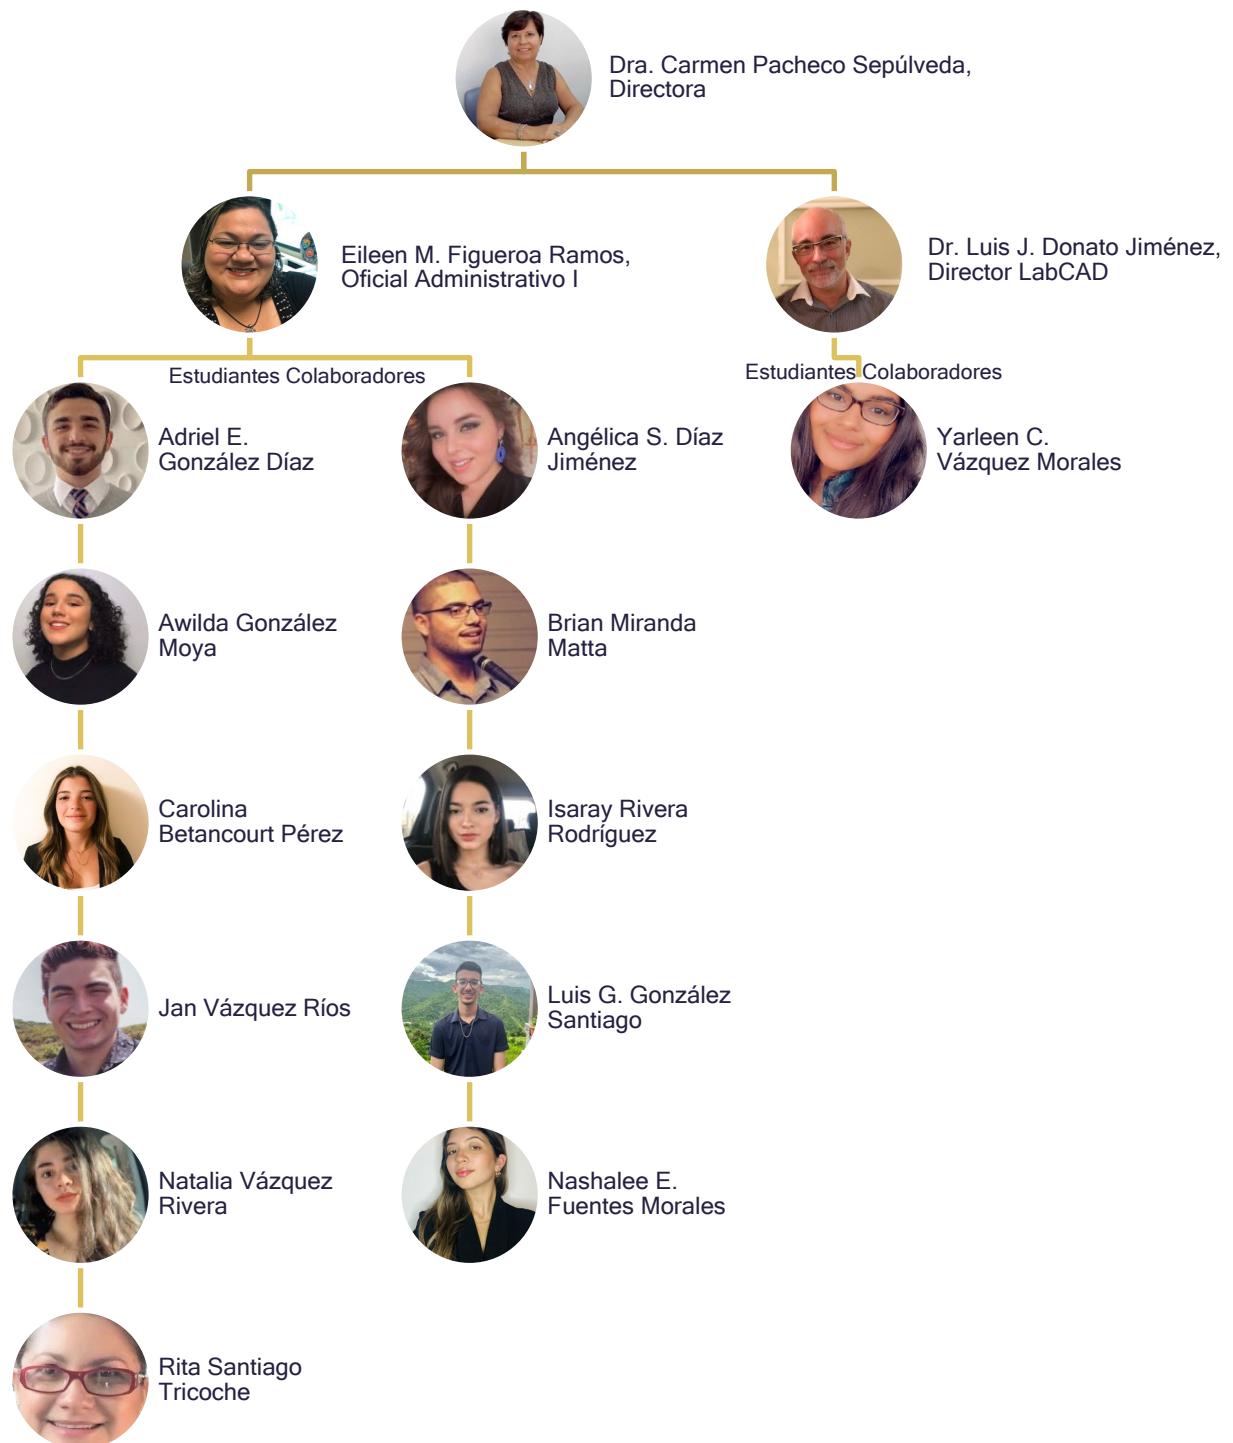 Dra. Carmen Pacheco Sepúlveda,
Directora
Eileen M. Figueroa Ramos,
Oficial Administrativo I
Dr. Luis J. Donato Jiménez,
Director LabCAD
Estudiantes Colaboradores
Estudiantes Colaboradores
Adriel E.
González Díaz
Angélica S. Díaz
Jiménez
Yarleen C.
Vázquez Morales
Awilda González
Moya
Brian Miranda
Matta
Carolina
Betancourt Pérez
Isaray Rivera
Rodríguez
Jan Vázquez Ríos
Luis G. González
Santiago
Natalia Vázquez
Rivera
Nashalee E.
Fuentes Morales
Rita Santiago
Tricoche